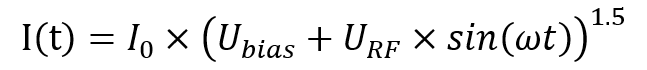 I(t) = I₀ × (U_bias + U_RF × sin(ωt))^1.5